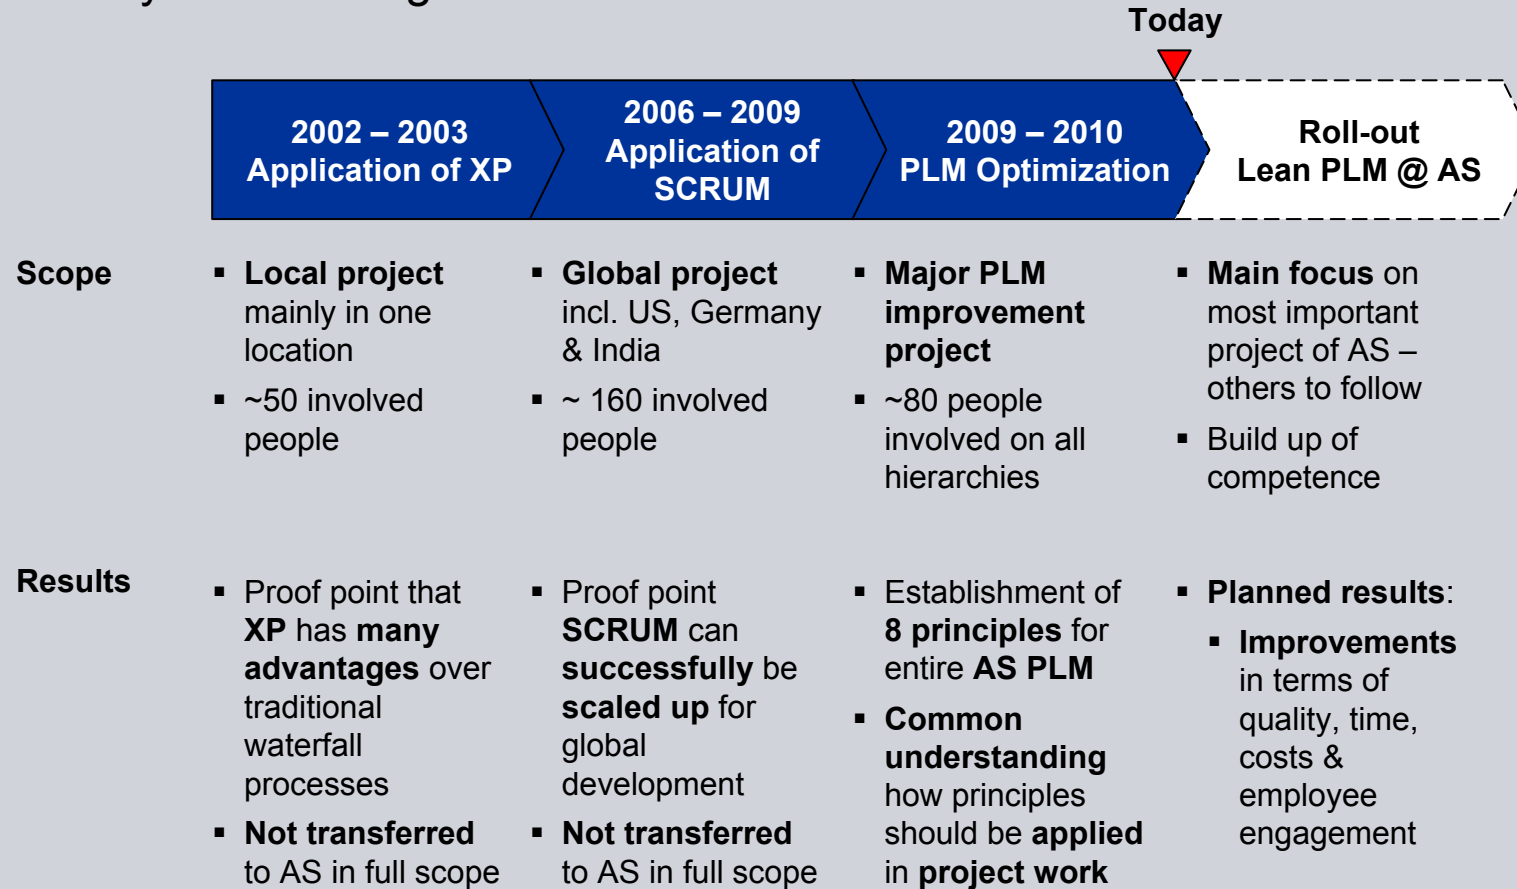 Today
2002 – 2003
Application of XP
2006 – 2009
Application of
SCRUM
2009 – 2010
PLM Optimization
Roll-out
Lean PLM @ AS
Scope
▪ Local project
mainly in one
location
▪ ~50 involved
people
▪ Global project
incl. US, Germany
& India
▪ ~ 160 involved
people
▪ Major PLM
improvement
project
▪ ~80 people
involved on all
hierarchies
▪ Main focus on
most important
project of AS –
others to follow
▪ Build up of
competence
Results
▪ Proof point that
XP has many
advantages over
traditional
waterfall
processes
▪ Not transferred
to AS in full scope
▪ Proof point
SCRUM can
successfully be
scaled up for
global
development
▪ Not transferred
to AS in full scope
▪ Establishment of
8 principles for
entire AS PLM
▪ Common
understanding
how principles
should be applied
in project work
▪ Planned results:
▪ Improvements
in terms of
quality, time,
costs &
employee
engagement